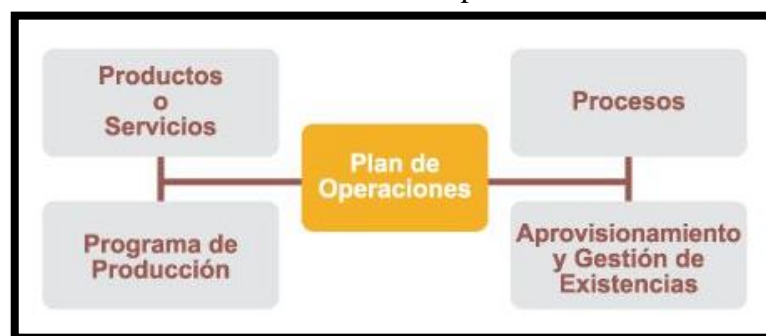 Productos
o
Servicios
Procesos
Plan de
Operaciones
Programa de
Producción
Aprovisionamiento
y Gestión de
Existencias